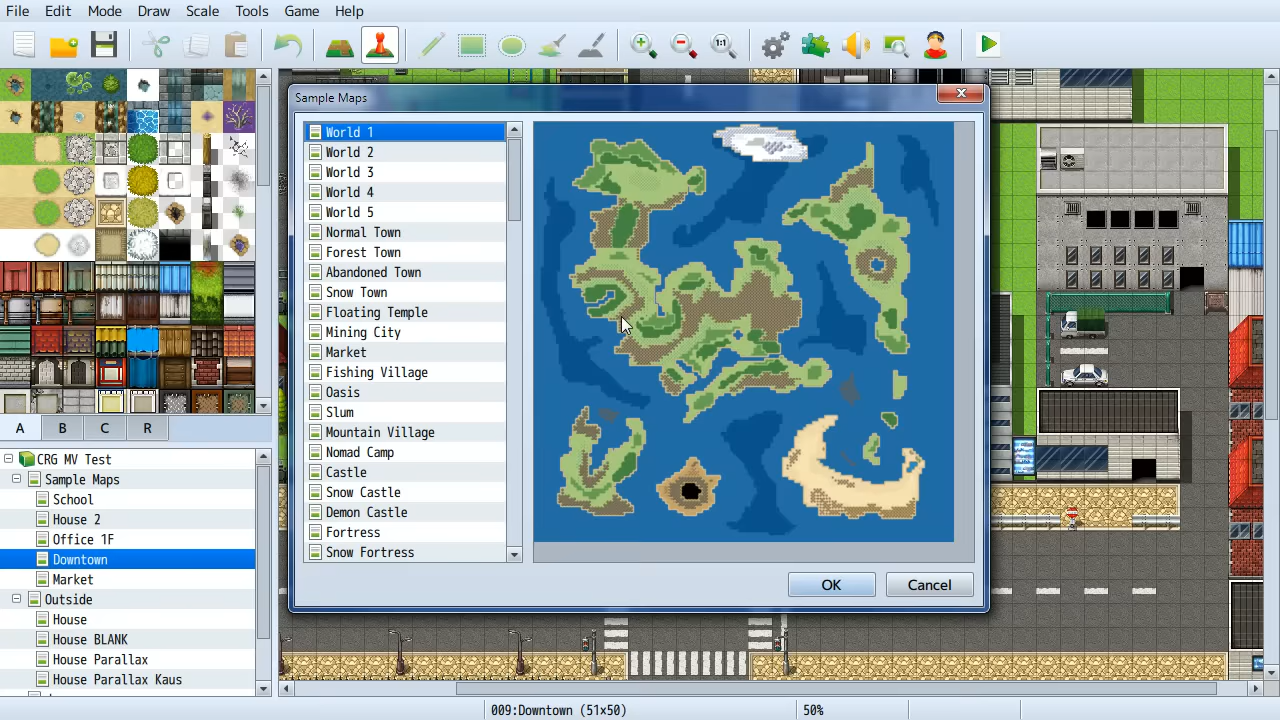 File Edit Mode Draw Scale Tools Game Help
1:1
Sample Maps
World 1
World 2
World 3
World 4
World 5
Normal Town
Forest Town
Abandoned Town
Snow Town
Floating Temple
Mining City
Market
Fishing Village
Oasis
Slum
Mountain Village
Nomad Camp
Castle
Snow Castle
Demon Castle
Fortress
Snow Fortress
OK Cancel
A B C R
CRG MV Test
Sample Maps
School
House 2
Office 1F
Downtown
Market
Outside
House
House BLANK
House Parallax
House Parallax Kaus
009:Downtown (51x50) 50%